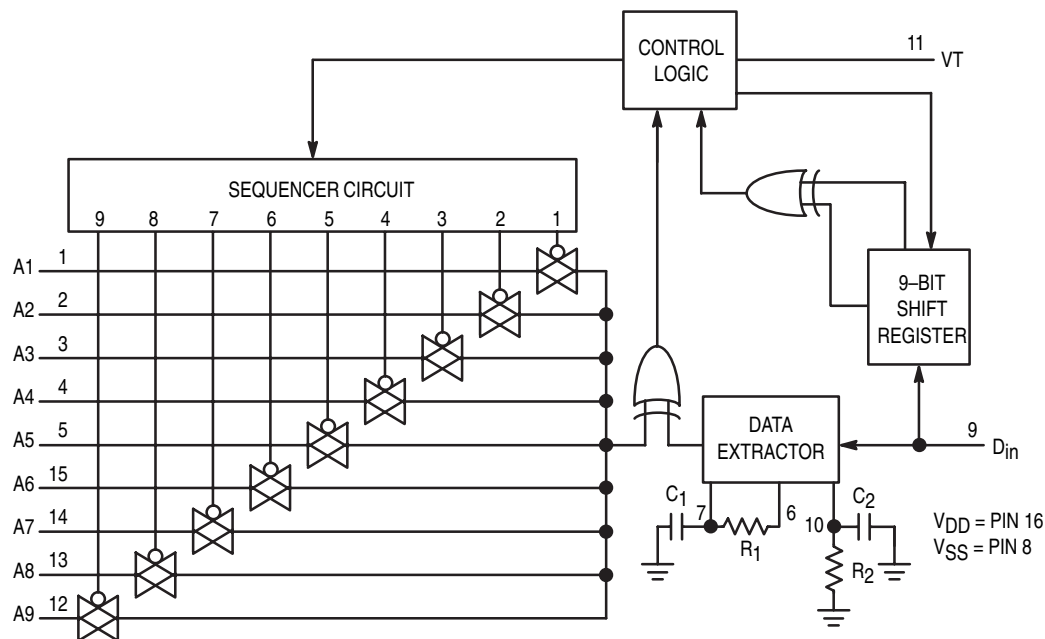 CONTROL
LOGIC
11
VT
SEQUENCER CIRCUIT
9 8 7 6 5 4 3 2 1
A1 1
A2 2
A3 3
A4 4
A5 5
A6 15
A7 14
A8 13
A9 12
9–BIT
SHIFT
REGISTER
DATA
EXTRACTOR
9
Din
C1
7
R1
6
10
C2
R2
VDD = PIN 16
VSS = PIN 8